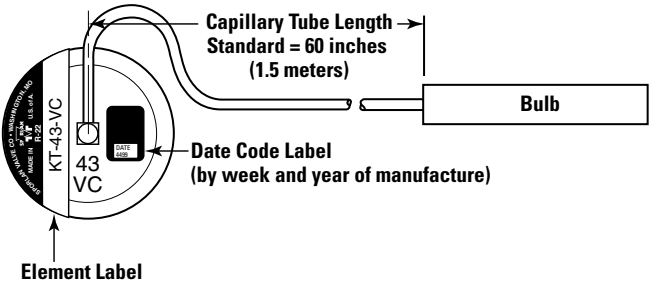 Capillary Tube Length
Standard = 60 inches
(1.5 meters)
Bulb
SPORLAN VALVE CO • WASHINGTON, MO
MADE IN U.S. of A.
R-22
KT-43-VC
43
VC
DATE
4499
Date Code Label
(by week and year of manufacture)
Element Label